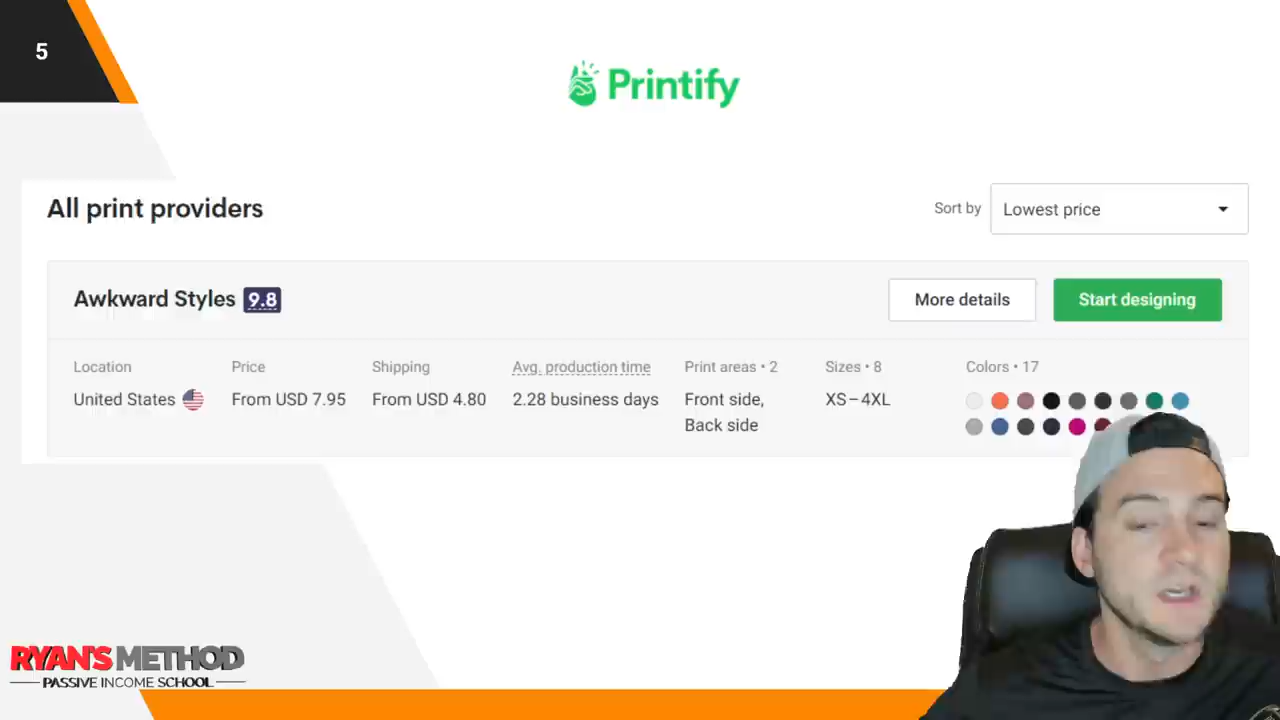 5
Printify
All print providers
Sort by Lowest price
Awkward Styles 9.8 More details Start designing
Location Price Shipping Avg. production time Print areas • 2 Sizes • 8 Colors • 17
United States From USD 7.95 From USD 4.80 2.28 business days Front side, XS–4XL
Back side
RYAN'S METHOD
PASSIVE INCOME SCHOOL